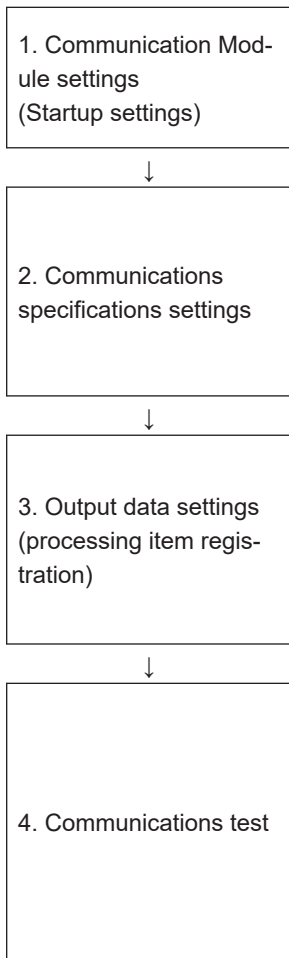 1. Communication Mod-
ule settings
(Startup settings)
↓
2. Communications
specifications settings
↓
3. Output data settings
(processing item regis-
tration)
↓
4. Communications test